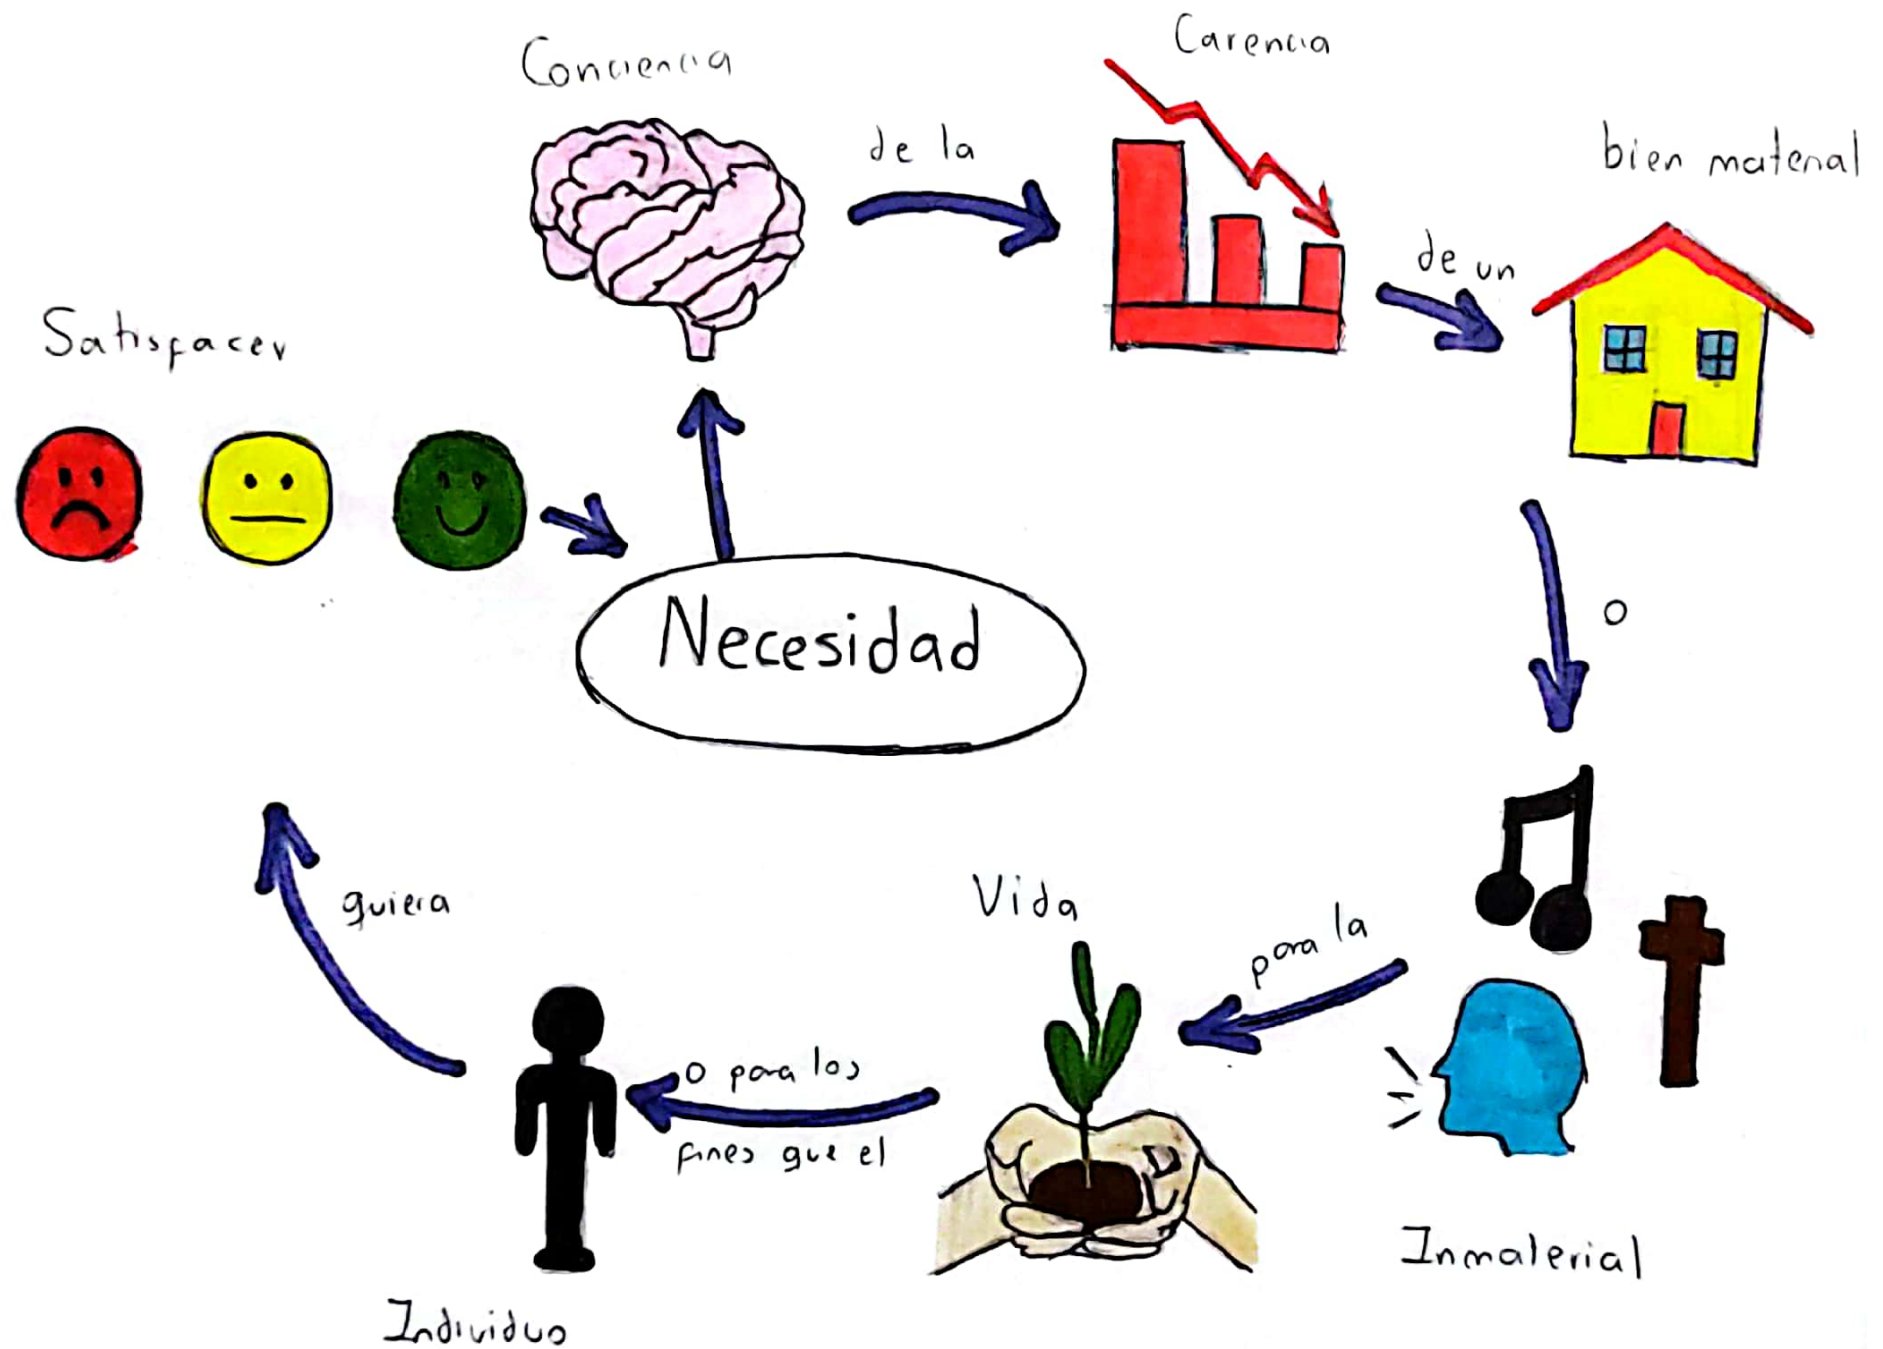 Necesidad
Conciencia
de la
Carencia
de un
bien material
o
Inmaterial
para la
Vida
o para los
fines que el
Individuo
quiera
Satisfacer